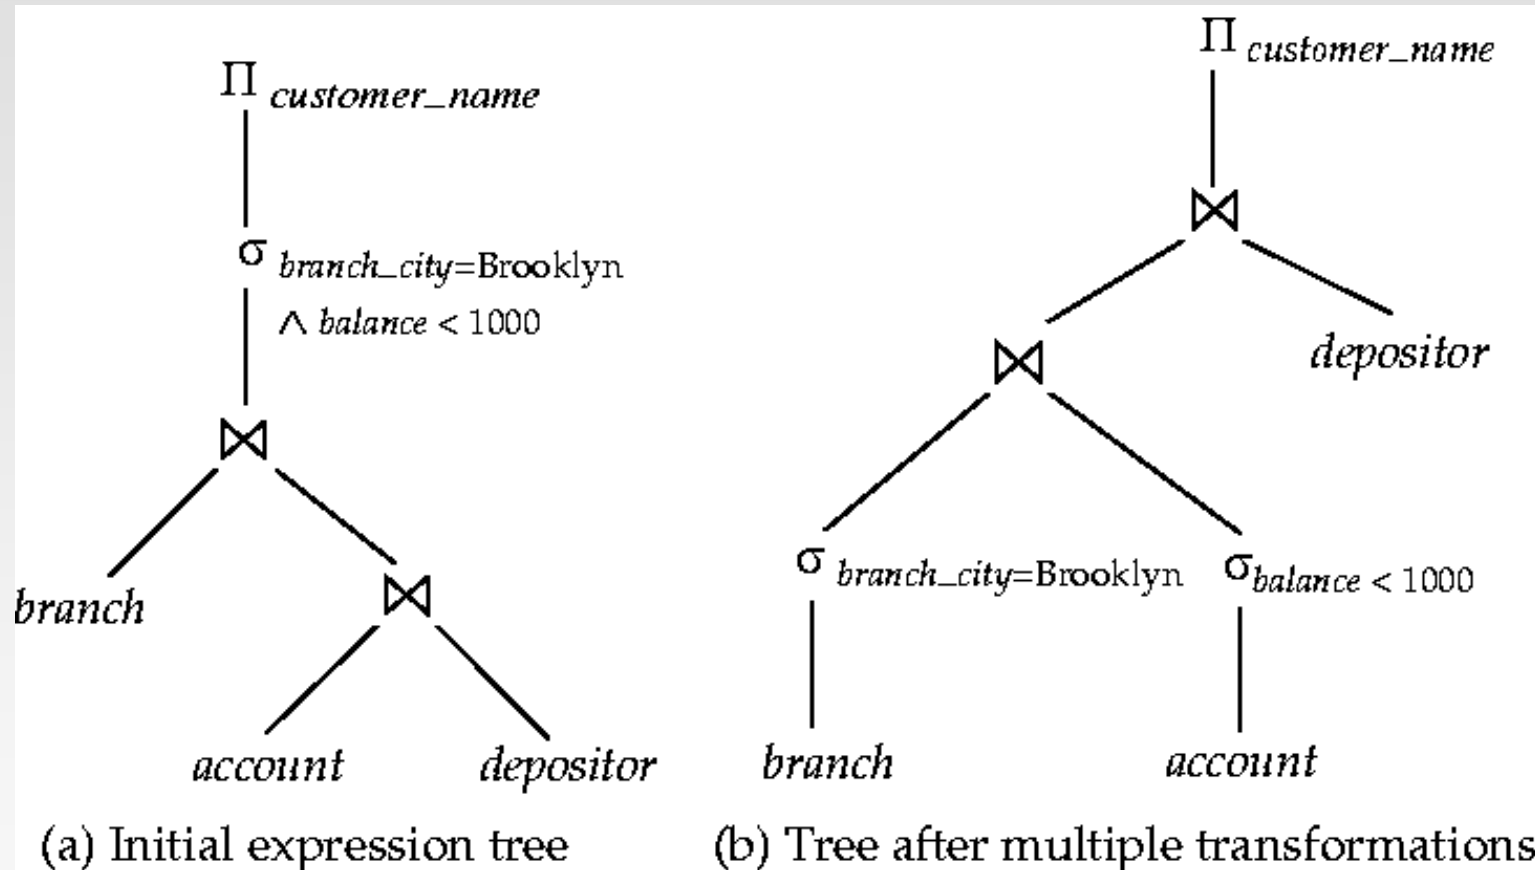 Π customer_name
σ branch_city=Brooklyn
∧ balance < 1000
⋈
branch
⋈
account depositor
(a) Initial expression tree
Π customer_name
⋈
depositor
⋈
σ branch_city=Brooklyn σ balance < 1000
branch account
(b) Tree after multiple transformations